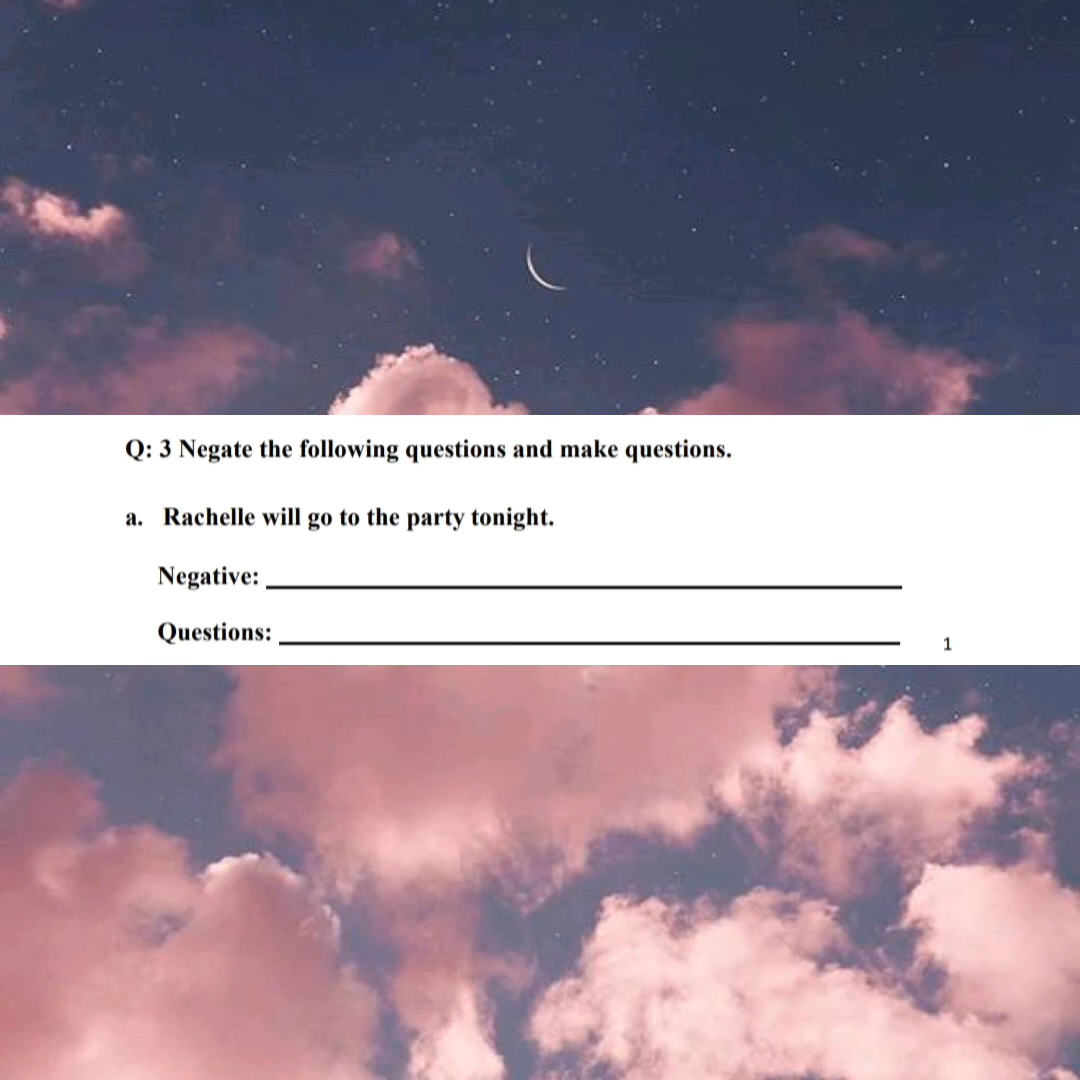 Q: 3 Negate the following questions and make questions.
a. Rachelle will go to the party tonight.
Negative:
Questions:
1